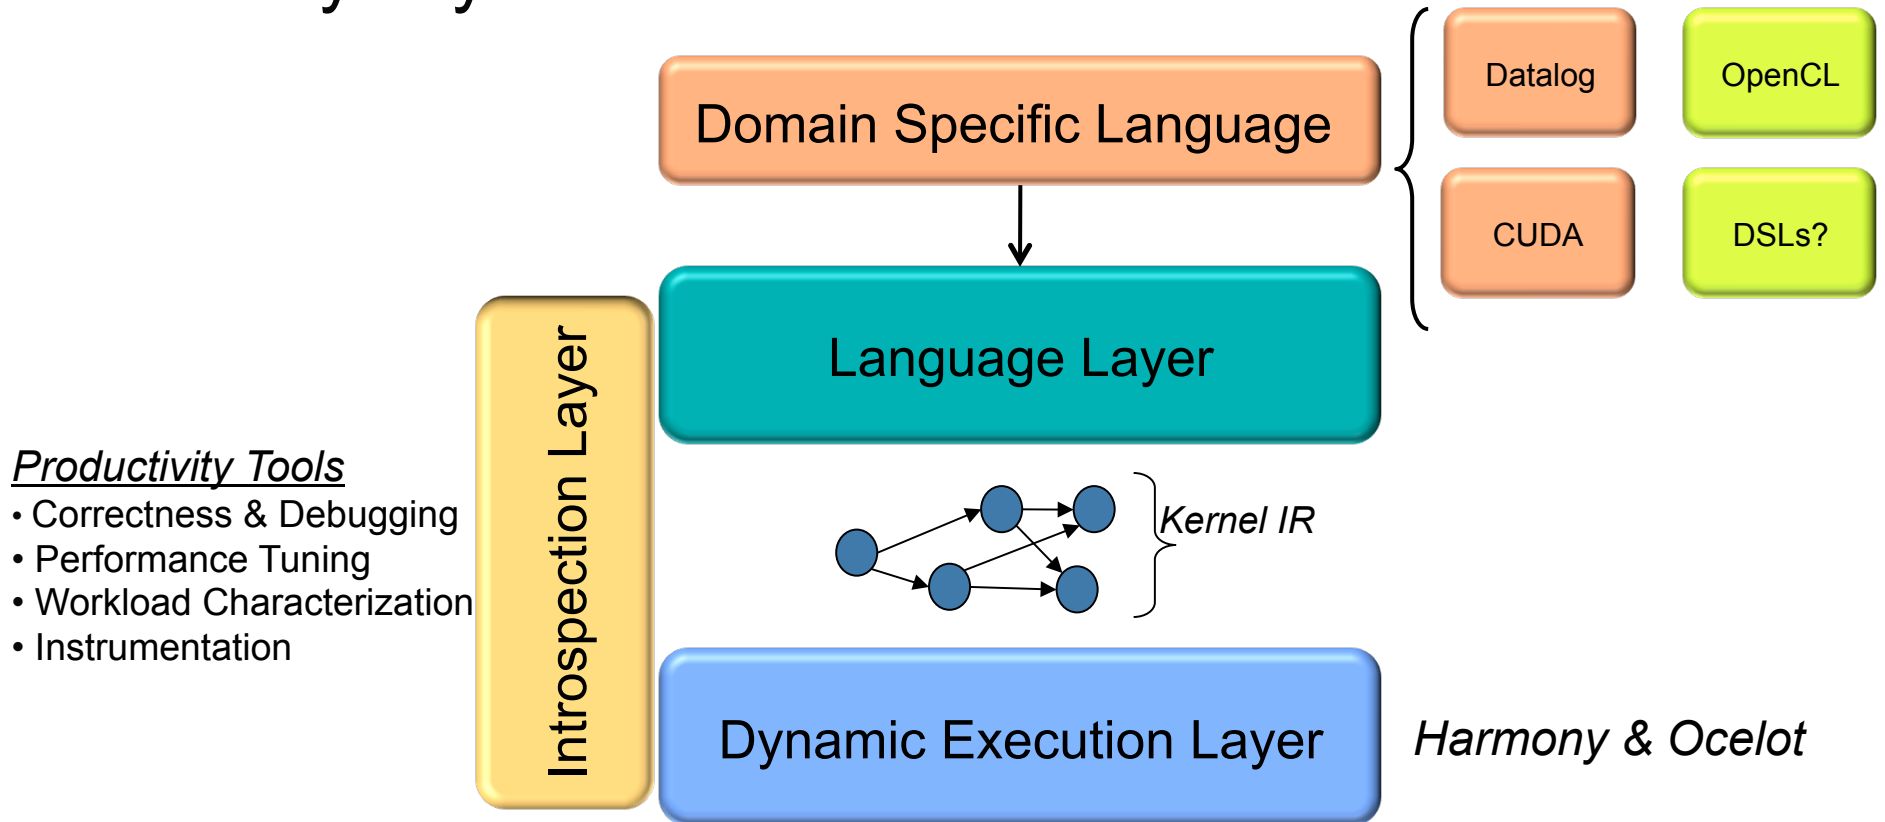 Domain Specific Language
Datalog
OpenCL
CUDA
DSLs?
Language Layer
Introspection Layer
Productivity Tools
• Correctness & Debugging
• Performance Tuning
• Workload Characterization
• Instrumentation
Kernel IR
Dynamic Execution Layer
Harmony & Ocelot